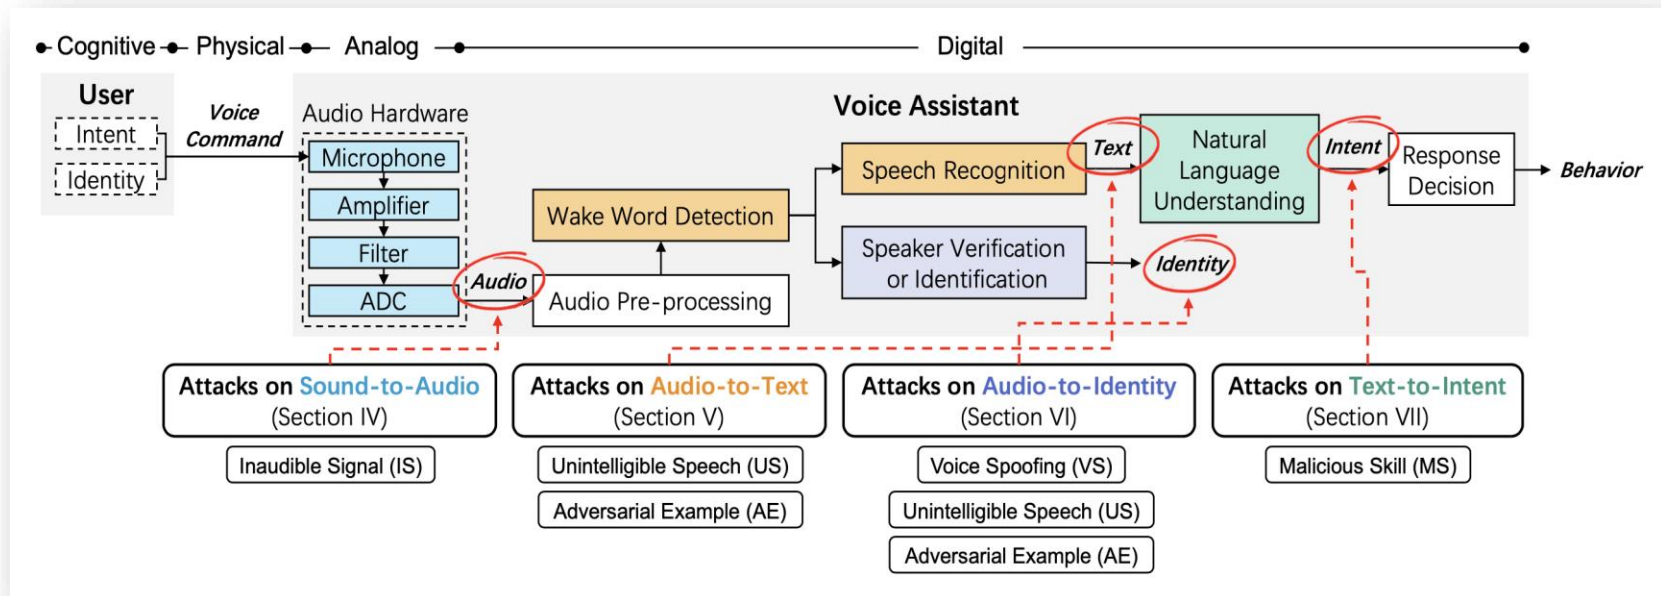 Cognitive
Physical
Analog
Digital
User
Intent
Identity
Voice
Command
Audio Hardware
Microphone
Amplifier
Filter
ADC
Audio
Voice Assistant
Wake Word Detection
Audio Pre-processing
Speech Recognition
Speaker Verification
or Identification
Text
Identity
Natural
Language
Understanding
Intent
Response
Decision
Behavior
Attacks on Sound-to-Audio
(Section IV)
Inaudible Signal (IS)
Attacks on Audio-to-Text
(Section V)
Unintelligible Speech (US)
Adversarial Example (AE)
Attacks on Audio-to-Identity
(Section VI)
Voice Spoofing (VS)
Unintelligible Speech (US)
Adversarial Example (AE)
Attacks on Text-to-Intent
(Section VII)
Malicious Skill (MS)